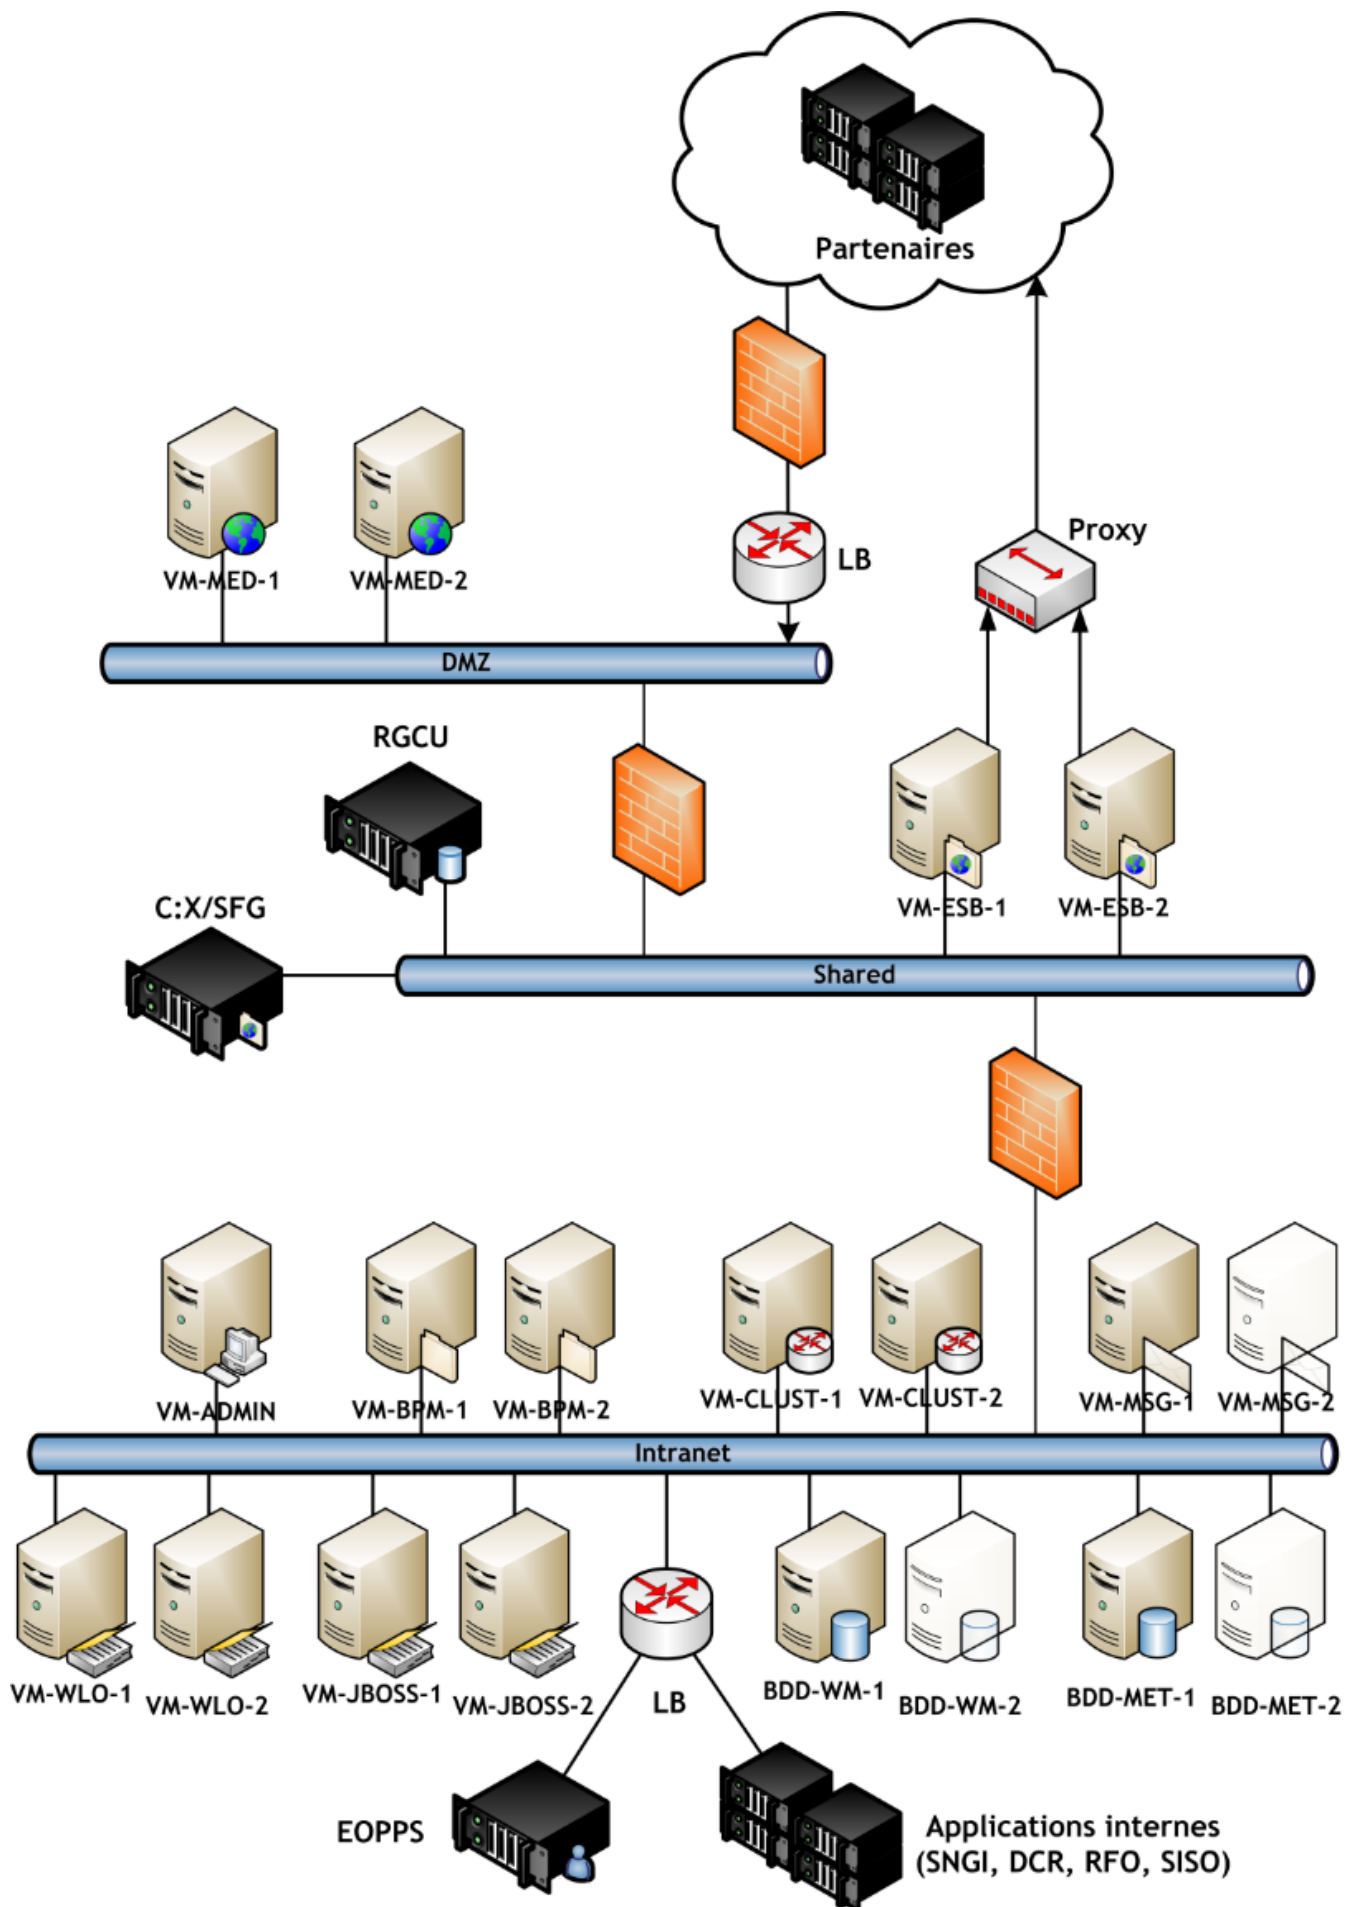 Partenaires
Proxy
LB
VM-MED-1
VM-MED-2
DMZ
RGCU
VM-ESB-1
VM-ESB-2
C:X/SFG
Shared
VM-ADMIN
VM-BPM-1
VM-BPM-2
VM-CLUST-1
VM-CLUST-2
VM-MSG-1
VM-MSG-2
Intranet
VM-WLO-1
VM-WLO-2
VM-JBOSS-1
VM-JBOSS-2
LB
BDD-WM-1
BDD-WM-2
BDD-MET-1
BDD-MET-2
EOPPS
Applications internes
(SNGI, DCR, RFO, SISO)